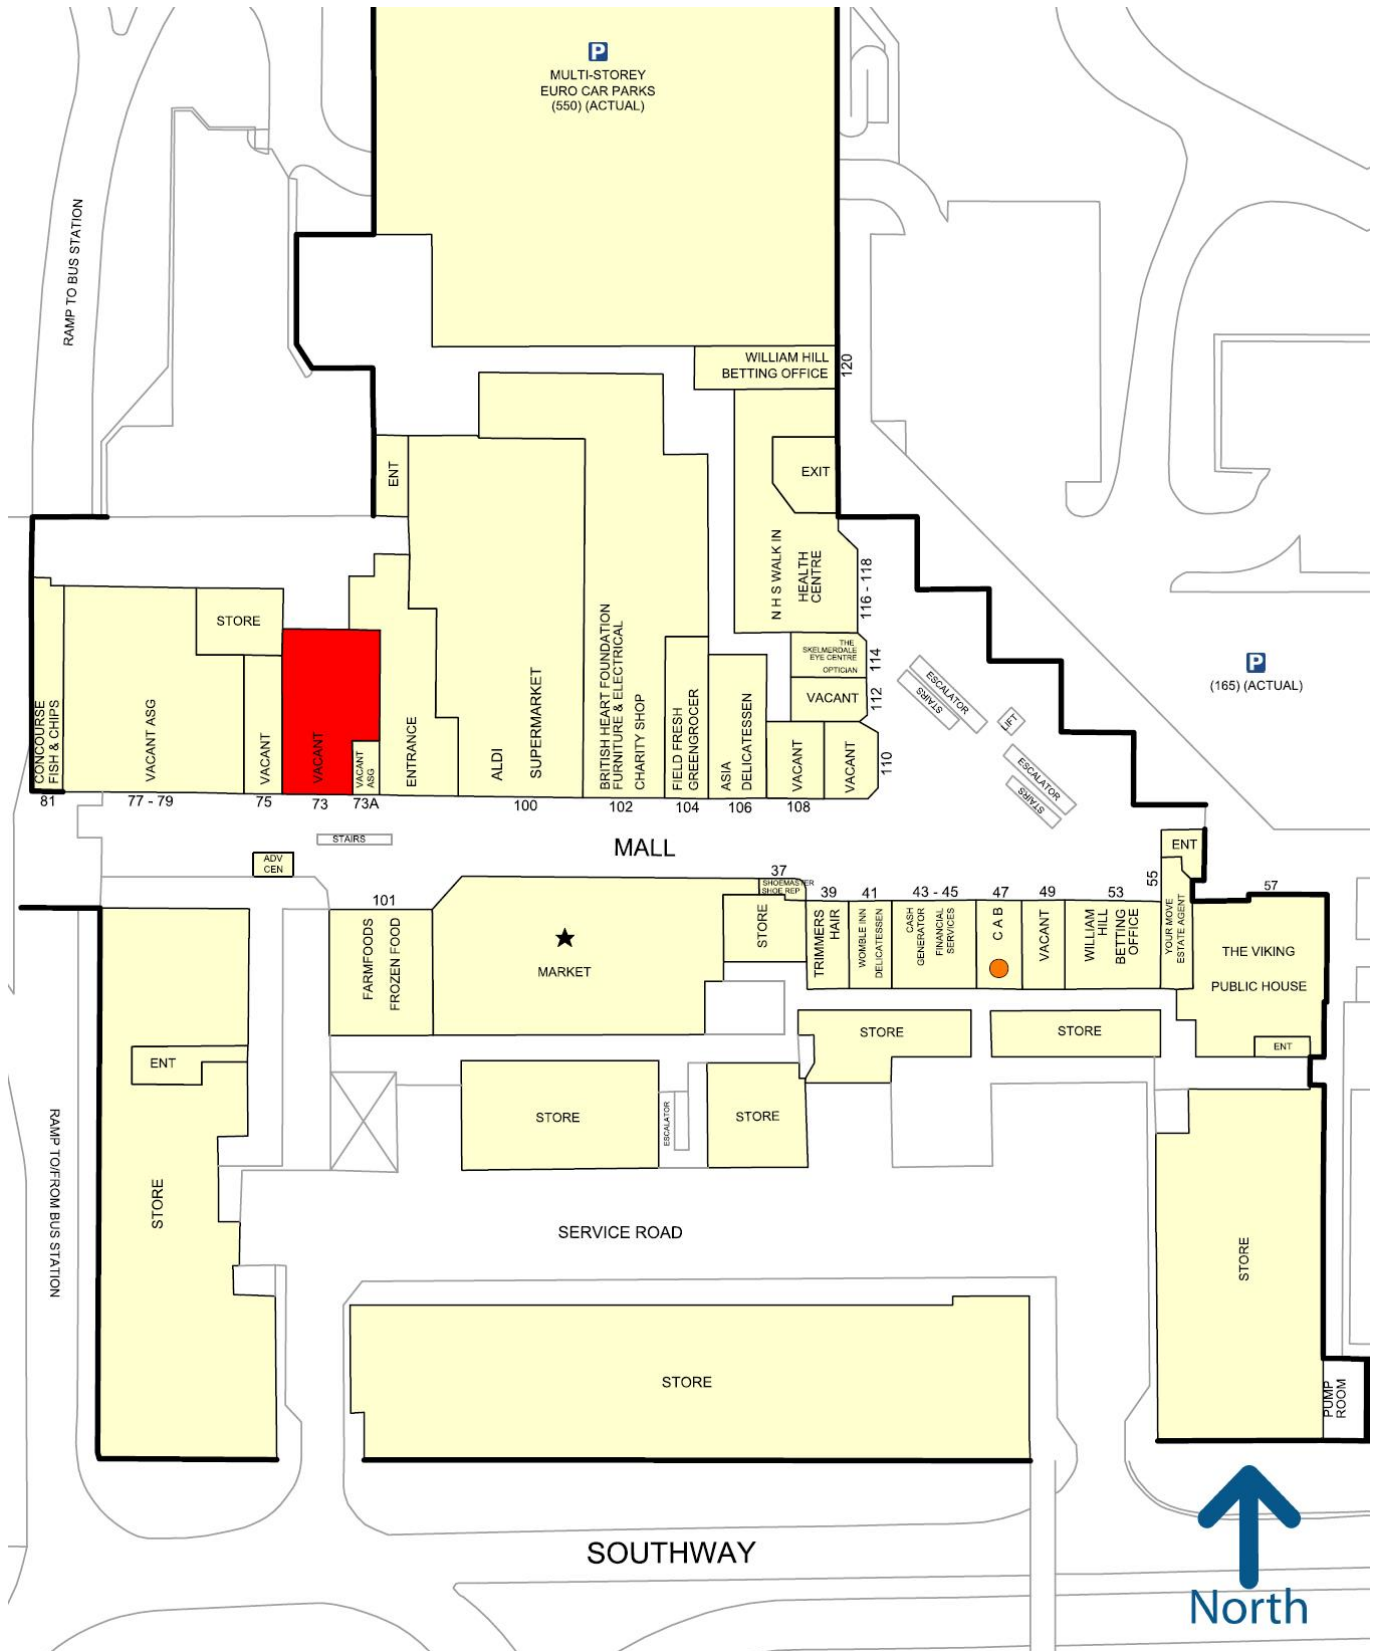 P
MULTI-STOREY
EURO CAR PARKS
(550) (ACTUAL)
RAMP TO BUS STATION
WILLIAM HILL
BETTING OFFICE
120
ENT
EXIT
N H S WALK IN
HEALTH
CENTRE
116 - 118
STORE
THE
SKELMERDALE
EYE CENTRE
OPTICIAN
114
VACANT
112
ESCALATOR
STAIRS
LIFT
ESCALATOR
STAIRS
P
(165) (ACTUAL)
CONCOURSE
FISH & CHIPS
VACANT ASG
VACANT
VACANT
VACANT
ASG
ENTRANCE
ALDI
SUPERMARKET
BRITISH HEART FOUNDATION
FURNITURE & ELECTRICAL
CHARITY SHOP
FIELD FRESH
GREENGROCER
ASIA
DELICATESSEN
VACANT
VACANT
110
81
77 - 79
75
73
73A
100
102
104
106
108
STAIRS
MALL
ADV
CEN
37
SHOEMASTER
SHOE REP
39
41
43 - 45
47
49
53
55
ENT
57
101
FARMFOODS
FROZEN FOOD
MARKET
STORE
TRIMMERS
HAIR
WOMBLE INN
DELICATESSEN
CASH
GENERATOR
FINANCIAL
SERVICES
C A B
VACANT
WILLIAM
HILL
BETTING
OFFICE
YOUR MOVE
ESTATE AGENT
THE VIKING
PUBLIC HOUSE
ENT
STORE
STORE
ENT
STORE
ESCALATOR
STORE
RAMP TO/FROM BUS STATION
STORE
SERVICE ROAD
STORE
STORE
PUMP
ROOM
SOUTHWAY
North